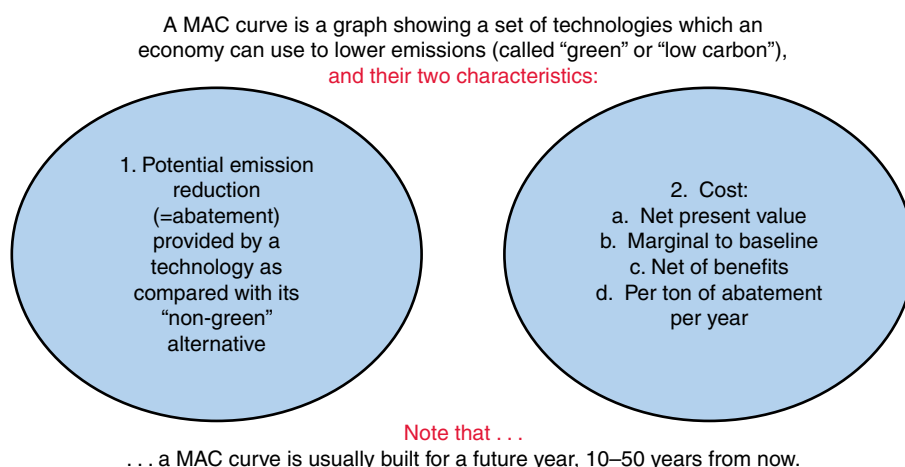 A MAC curve is a graph showing a set of technologies which an
economy can use to lower emissions (called “green” or “low carbon”),
and their two characteristics:
1. Potential emission
reduction
(=abatement)
provided by a
technology as
compared with its
“non-green”
alternative
2. Cost:
a. Net present value
b. Marginal to baseline
c. Net of benefits
d. Per ton of abatement
per year
Note that . . .
. . . a MAC curve is usually built for a future year, 10–50 years from now.